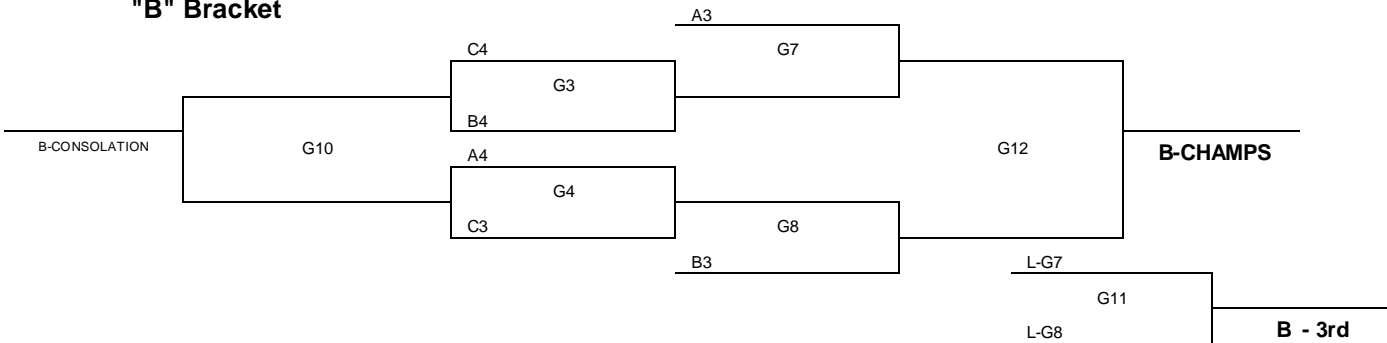 "B" Bracket
A3
C4
G7
G3
B4
B-CONSOLATION
G10
G12
B-CHAMPS
A4
G4
C3
G8
B3
L-G7
G11
L-G8
B - 3rd